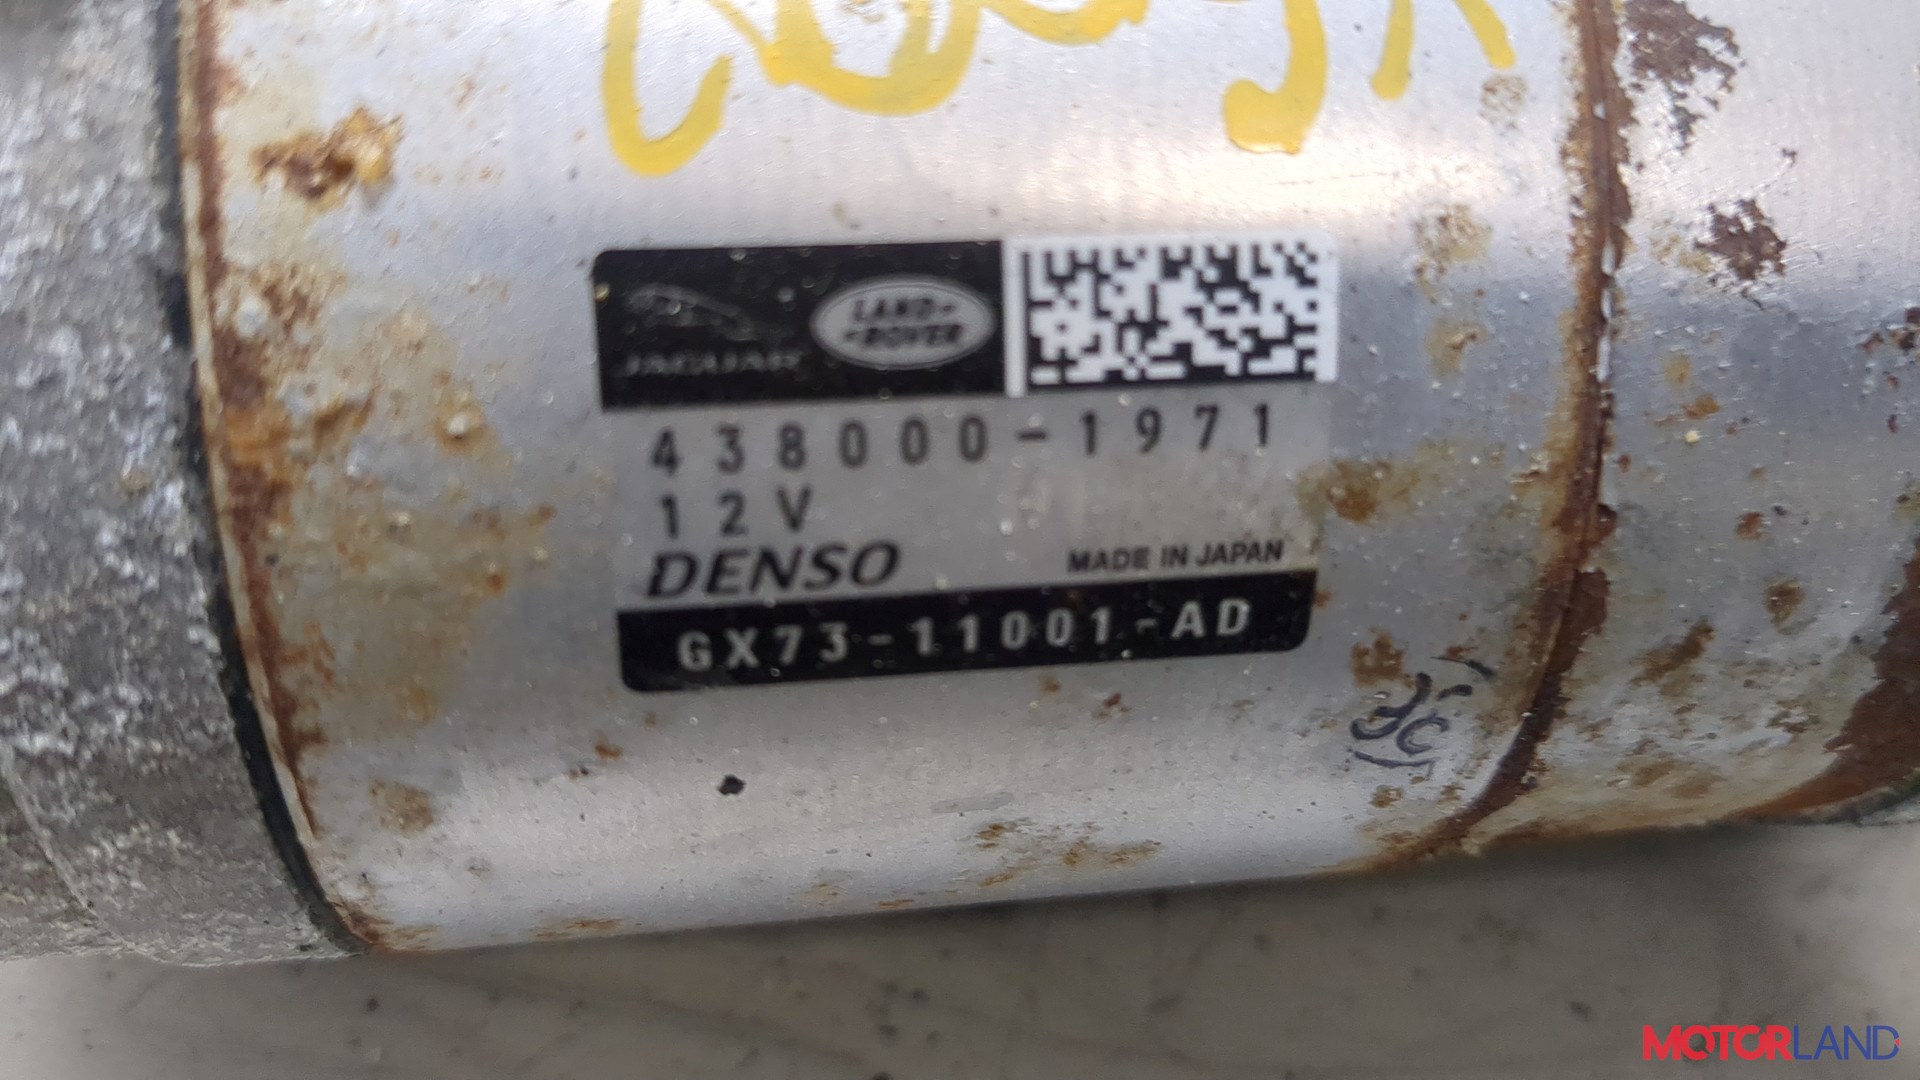 JAGUAR
LAND-
-ROVER
438000-1971
12V
DENSO
MADE IN JAPAN
GX73-11001-AD
MOTORLAND